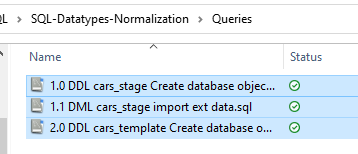 QL > SQL-Datatypes-Normalization > Queries
Name Status
1.0 DDL cars_stage Create database objec...
1.1 DML cars_stage import ext data.sql
2.0 DDL cars_template Create database o...